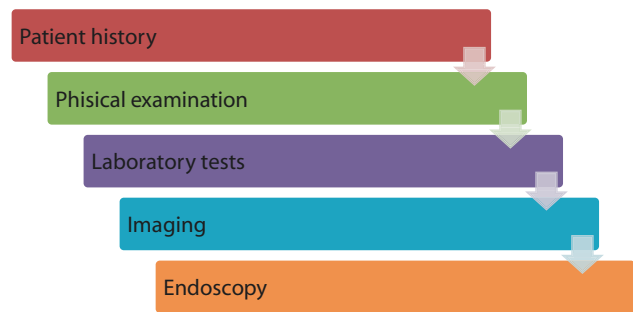 Patient history
Phisical examination
Laboratory tests
Imaging
Endoscopy